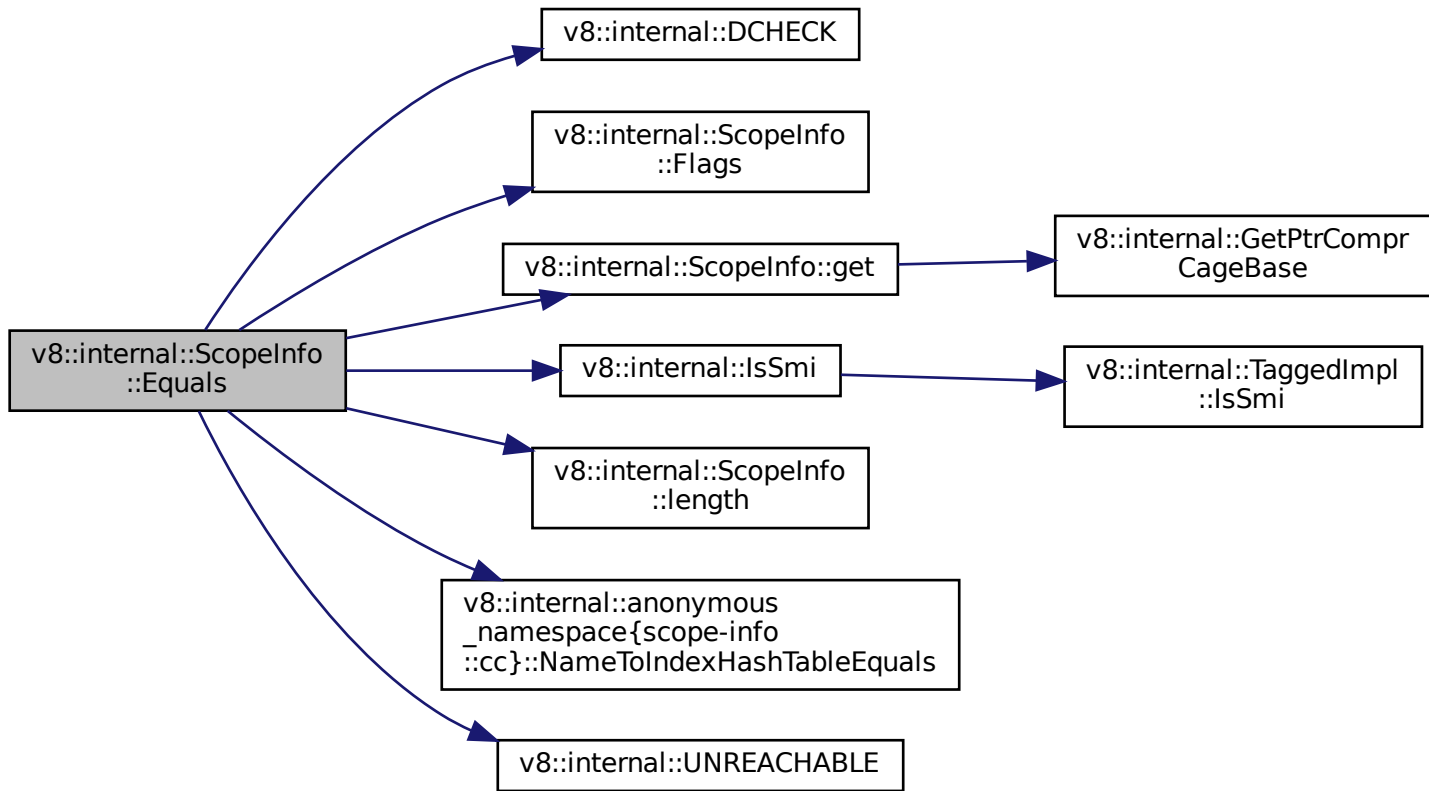 v8::internal::DCHECK
v8::internal::ScopeInfo
::Flags
v8::internal::GetPtrCompr
CageBase
v8::internal::ScopeInfo::get
v8::internal::ScopeInfo
::Equals
v8::internal::IsSmi
v8::internal::TaggedImpl
::IsSmi
v8::internal::ScopeInfo
::length
v8::internal::anonymous
_namespace{scope-info
::cc}::NameToIndexHashTableEquals
v8::internal::UNREACHABLE